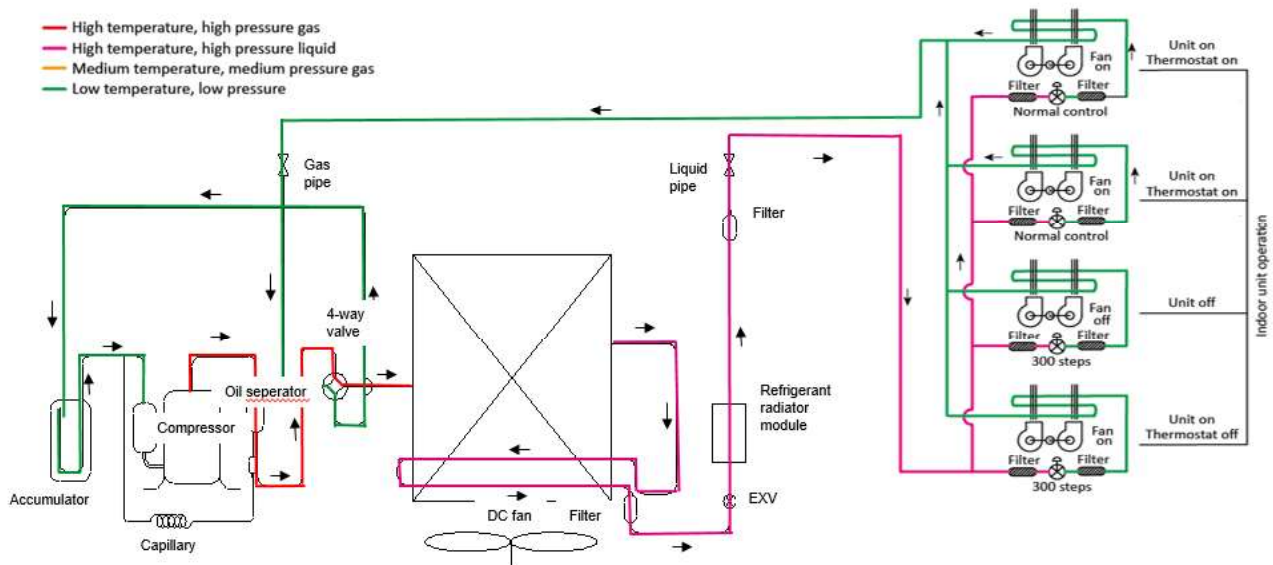 High temperature, high pressure gas
High temperature, high pressure liquid
Medium temperature, medium pressure gas
Low temperature, low pressure
Gas
pipe
Liquid
pipe
Filter
4-way
valve
Oil seperator
Compressor
Accumulator
Capillary
DC fan
Filter
EXV
Refrigerant
radiator
module
Fan
on
Filter
Filter
Normal control
Unit on
Thermostat on
Fan
on
Filter
Filter
Normal control
Unit on
Thermostat on
Fan
off
Filter
Filter
300 steps
Unit off
Fan
on
Filter
Filter
300 steps
Unit on
Thermostat off
Indoor unit operation